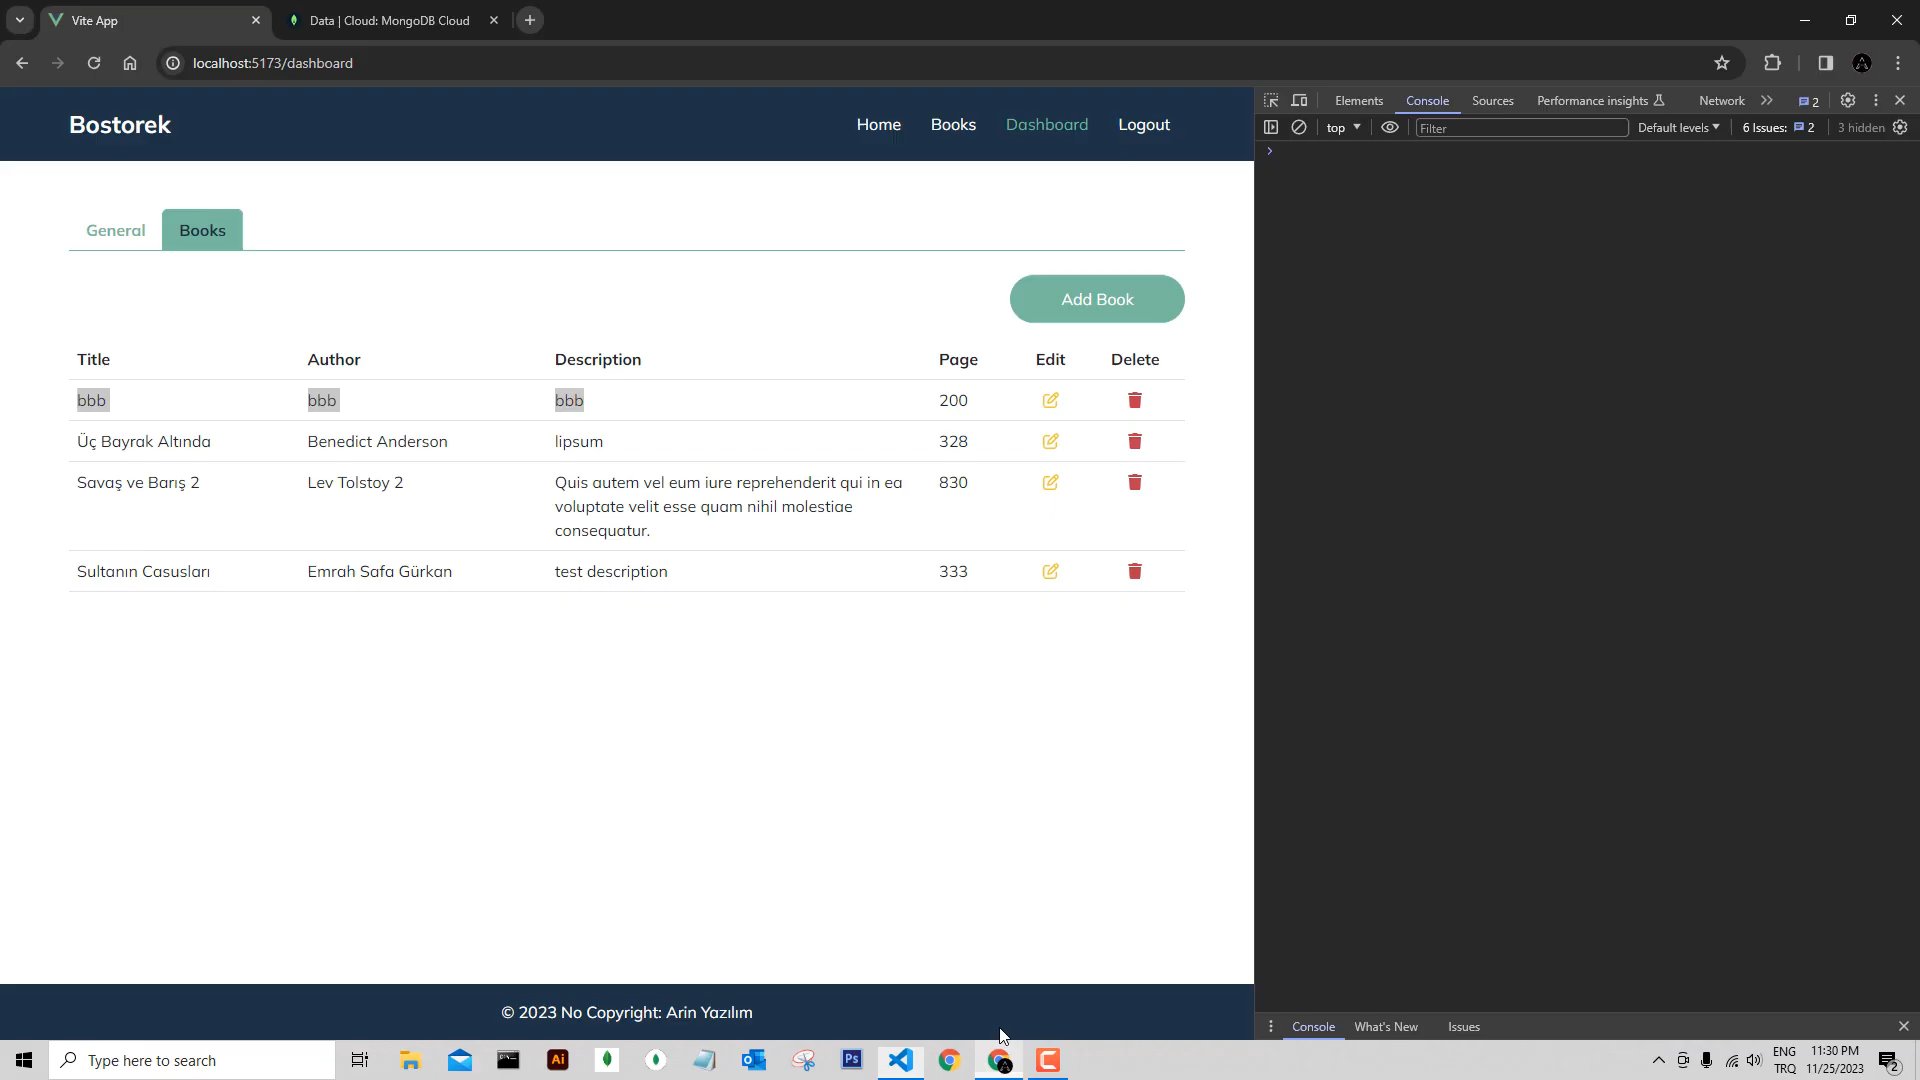 Vite App
Data | Cloud: MongoDB Cloud
localhost:5173/dashboard
Bostorek
Home Books Dashboard Logout
General Books
Add Book
Title Author Description Page Edit Delete
bbb bbb bbb 200
Üç Bayrak Altında Benedict Anderson lipsum 328
Savaş ve Barış 2 Lev Tolstoy 2 Quis autem vel eum iure reprehenderit qui in ea 830
voluptate velit esse quam nihil molestiae
consequatur.
Sultanın Casusları Emrah Safa Gürkan test description 333
© 2023 No Copyright: Arin Yazılım
Elements Console Sources Performance insights Network 2
top Filter Default levels 6 Issues: 2 3 hidden
Console What's New Issues
Type here to search
Ai
Ps
ENG
TRQ
11:30 PM
11/25/2023
2